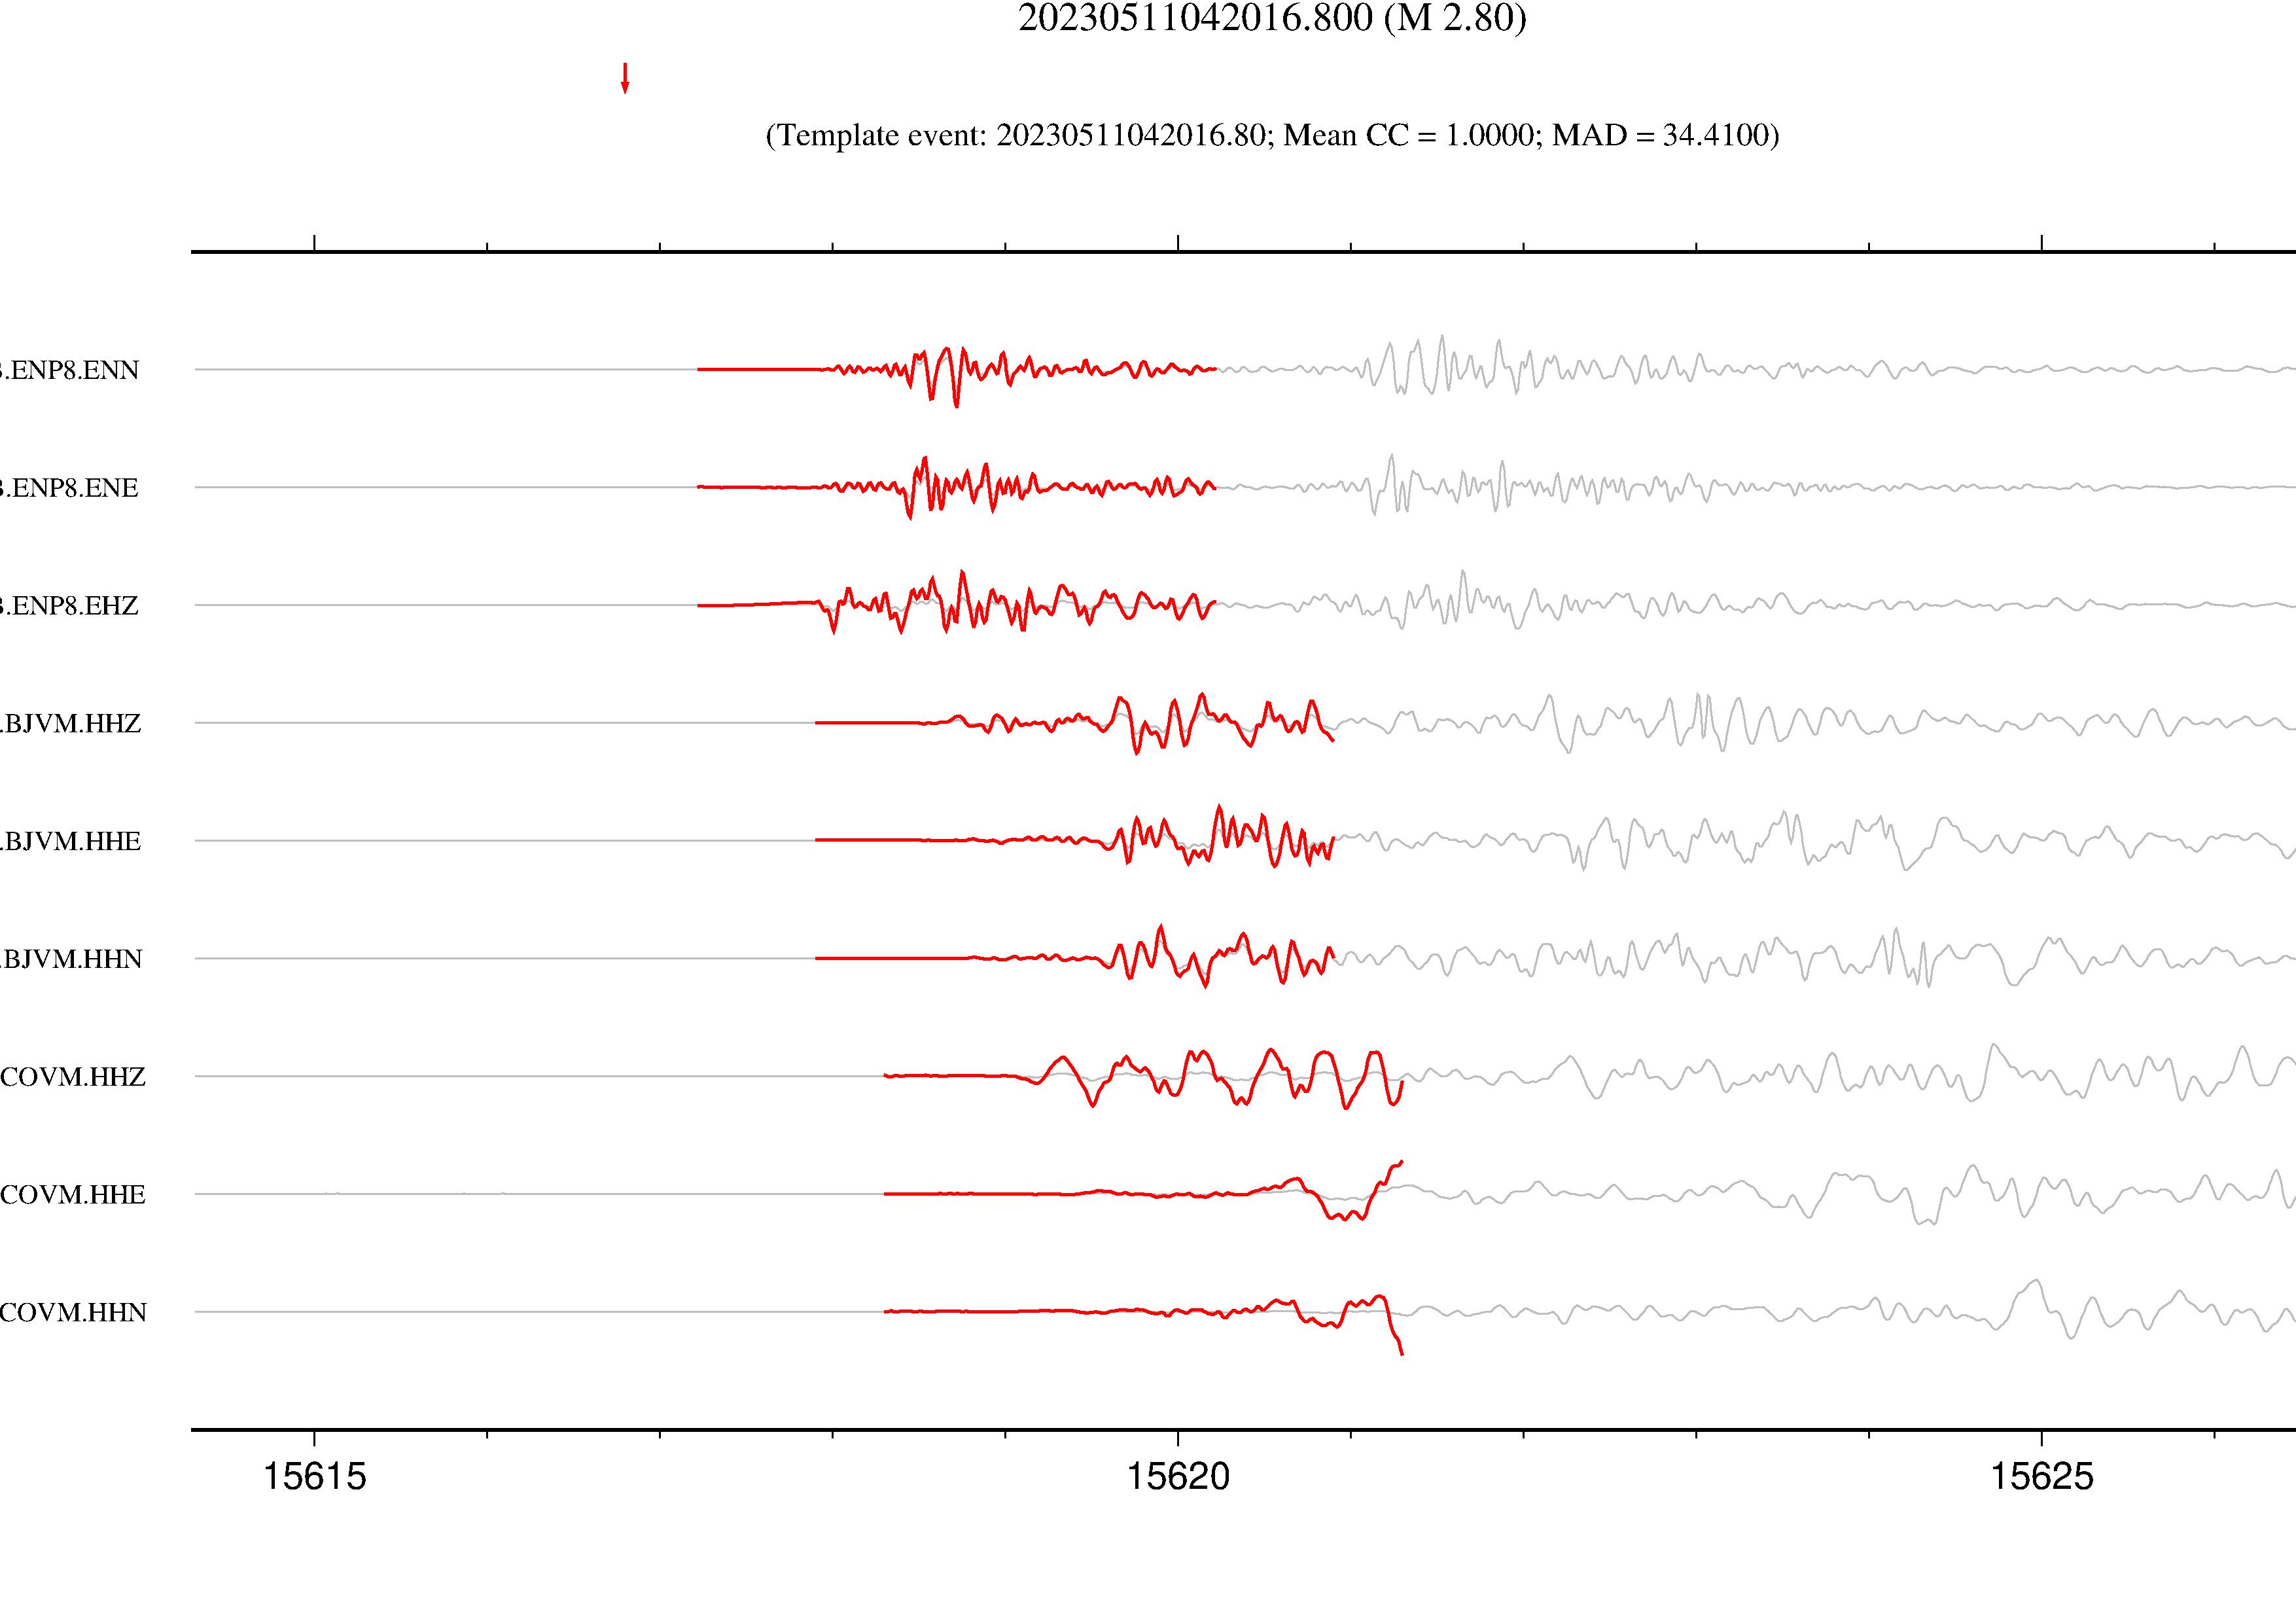 20230511042016.800 (M 2.80)
(Template event: 20230511042016.80; Mean CC = 1.0000; MAD = 34.4100)
.ENP8.ENN
.ENP8.ENE
.ENP8.EHZ
.BJVM.HHZ
.BJVM.HHE
.BJVM.HHN
COVM.HHZ
COVM.HHE
COVM.HHN
15615 15620 15625